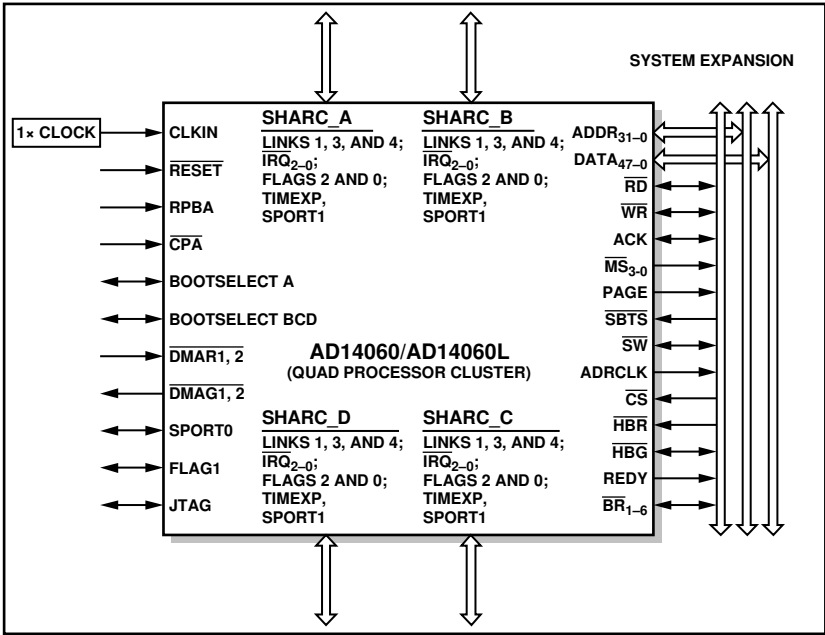 SYSTEM EXPANSION
1× CLOCK
CLKIN
RESET
RPBA
CPA
BOOTSELECT A
BOOTSELECT BCD
DMAR1, 2
DMAG1, 2
SPORT0
FLAG1
JTAG
SHARC_A
LINKS 1, 3, AND 4;
IRQ2–0;
FLAGS 2 AND 0;
TIMEXP,
SPORT1
SHARC_B
LINKS 1, 3, AND 4;
IRQ2–0;
FLAGS 2 AND 0;
TIMEXP,
SPORT1
AD14060/AD14060L
(QUAD PROCESSOR CLUSTER)
SHARC_D
LINKS 1, 3, AND 4;
IRQ2–0;
FLAGS 2 AND 0;
TIMEXP,
SPORT1
SHARC_C
LINKS 1, 3, AND 4;
IRQ2–0;
FLAGS 2 AND 0;
TIMEXP,
SPORT1
ADDR31–0
DATA47–0
RD
WR
ACK
MS3-0
PAGE
SBTS
SW
ADRCLK
CS
HBR
HBG
REDY
BR1–6